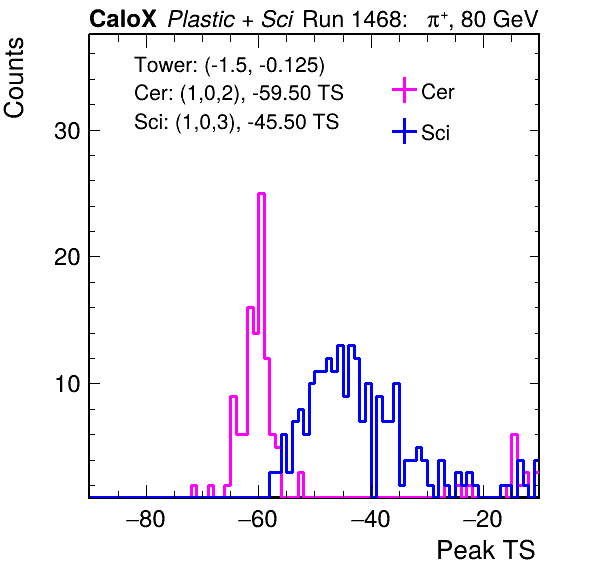 CaloX Plastic + Sci Run 1468: π⁺, 80 GeV
Counts
Tower: (-1.5, -0.125)
Cer: (1,0,2), -59.50 TS
Sci: (1,0,3), -45.50 TS
Cer
Sci
30
20
10
−80 −60 −40 −20
Peak TS